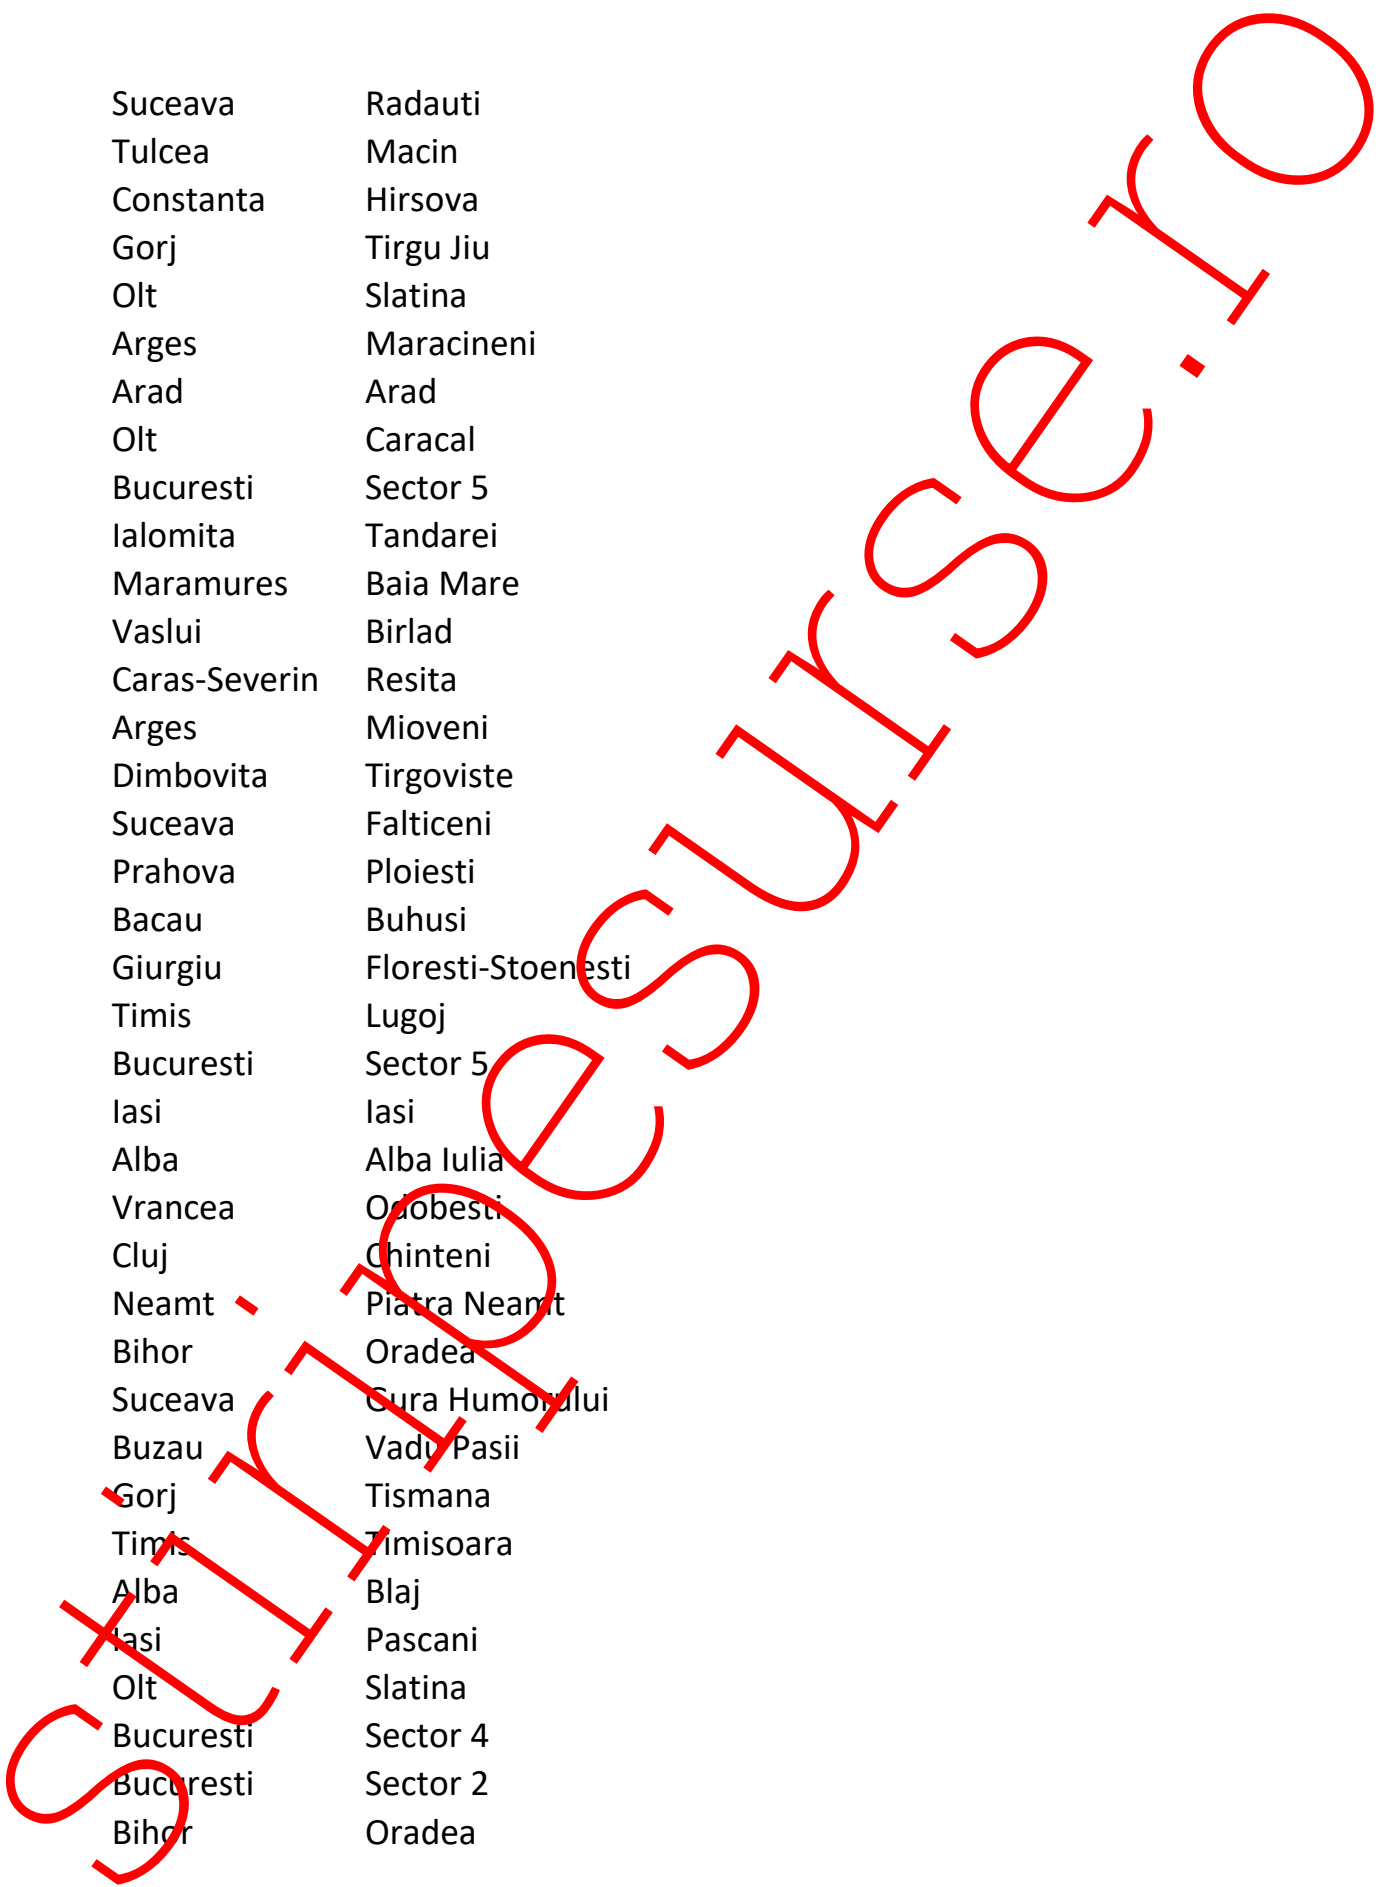 Suceava Radauti
Tulcea Macin
Constanta Hirsova
Gorj Tirgu Jiu
Olt Slatina
Arges Maracineni
Arad Arad
Olt Caracal
Bucuresti Sector 5
Ialomita Tandarei
Maramures Baia Mare
Vaslui Birlad
Caras-Severin Resita
Arges Mioveni
Dimbovita Tirgoviste
Suceava Falticeni
Prahova Ploiesti
Bacau Buhusi
Giurgiu Floresti-Stoenesti
Timis Lugoj
Bucuresti Sector 5
Iasi Iasi
Alba Alba Iulia
Vrancea Odobesti
Cluj Chinteni
Neamt Piatra Neamt
Bihor Oradea
Suceava Gura Humorului
Buzau Vadu Pasii
Gorj Tismana
Timis Timisoara
Alba Blaj
Iasi Pascani
Olt Slatina
Bucuresti Sector 4
Bucuresti Sector 2
Bihor Oradea
stiripesurse.ro